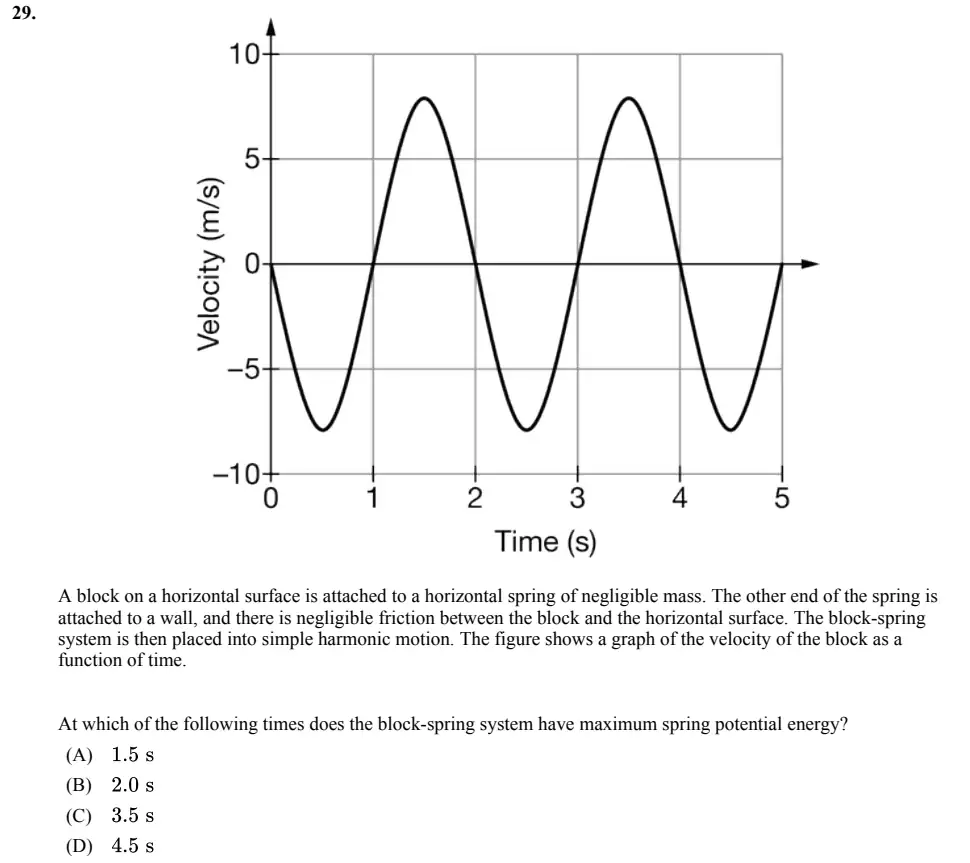 29.
10
5
0
−5
−10
Velocity (m/s)
0 1 2 3 4 5
Time (s)
A block on a horizontal surface is attached to a horizontal spring of negligible mass. The other end of the spring is
attached to a wall, and there is negligible friction between the block and the horizontal surface. The block-spring
system is then placed into simple harmonic motion. The figure shows a graph of the velocity of the block as a
function of time.
At which of the following times does the block-spring system have maximum spring potential energy?
(A) 1.5 s
(B) 2.0 s
(C) 3.5 s
(D) 4.5 s